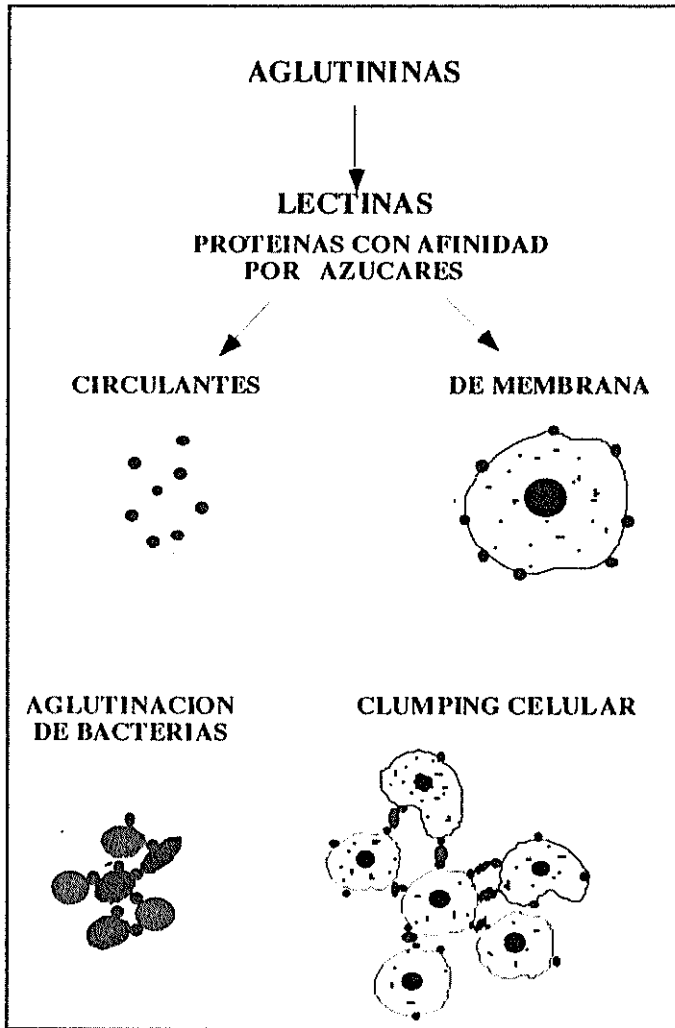 AGLUTININAS
LECTINAS
PROTEINAS CON AFINIDAD
POR AZUCARES
CIRCULANTES
DE MEMBRANA
AGLUTINACION
DE BACTERIAS
CLUMPING CELULAR